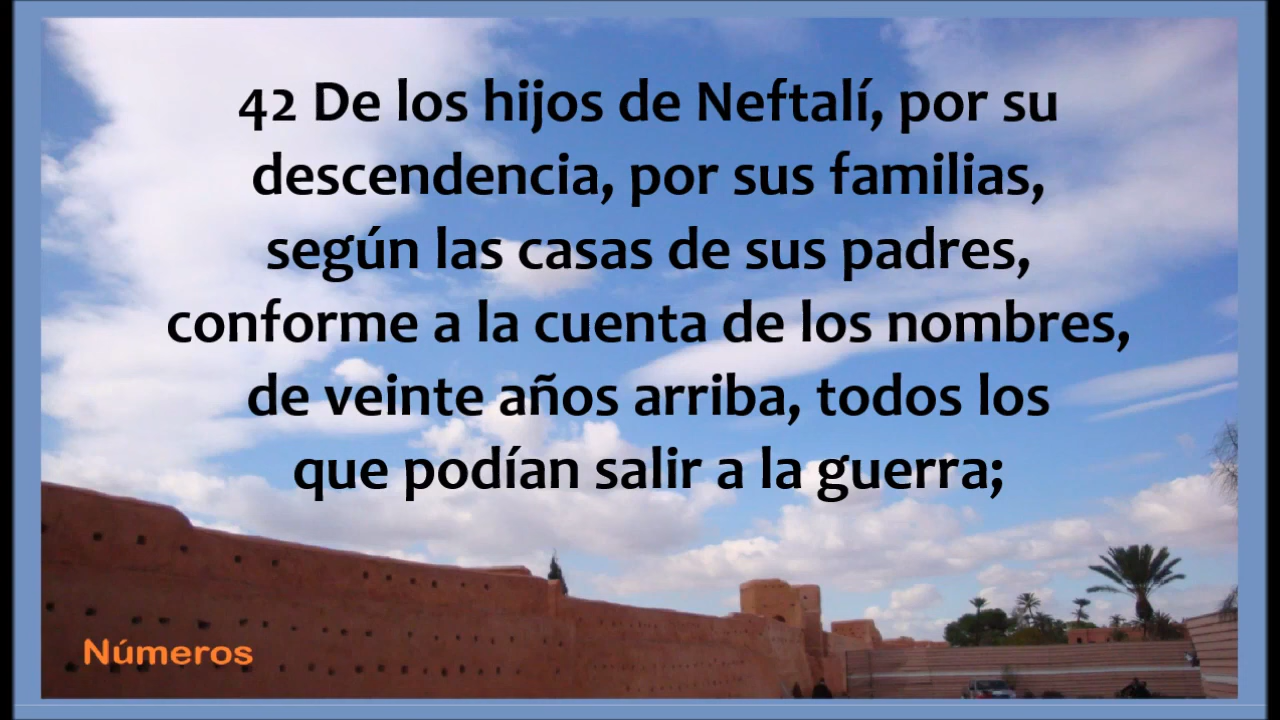 42 De los hijos de Neftalí, por su
descendencia, por sus familias,
según las casas de sus padres,
conforme a la cuenta de los nombres,
de veinte años arriba, todos los
que podían salir a la guerra;
Números